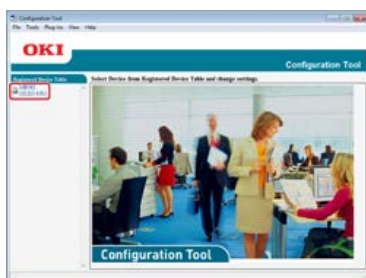 Configuration Tool
File Tools Plug-ins View Help
OKI
Configuration Tool
Registered Device Table
Select Device from Registered Device Table and change settings.
Configuration Tool